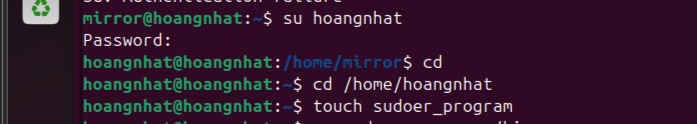 mirror@hoangnhat:~$ su hoangnhat
Password:
hoangnhat@hoangnhat:/home/mirror$ cd
hoangnhat@hoangnhat:~$ cd /home/hoangnhat
hoangnhat@hoangnhat:~$ touch sudoer_program